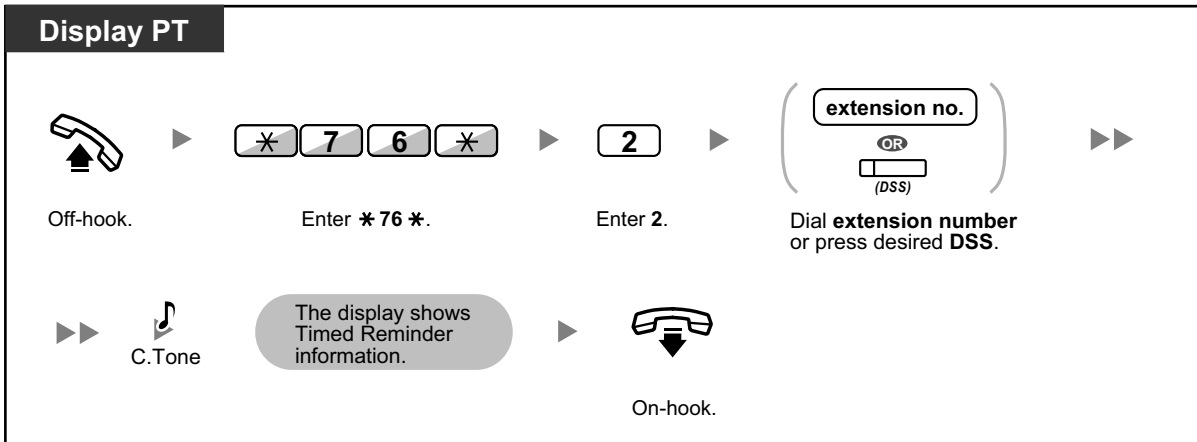 Display PT
* 7 6 *
2
extension no.
OR
(DSS)
Off-hook.
Enter * 76 *.
Enter 2.
Dial extension number
or press desired DSS.
C.Tone
The display shows
Timed Reminder
information.
On-hook.